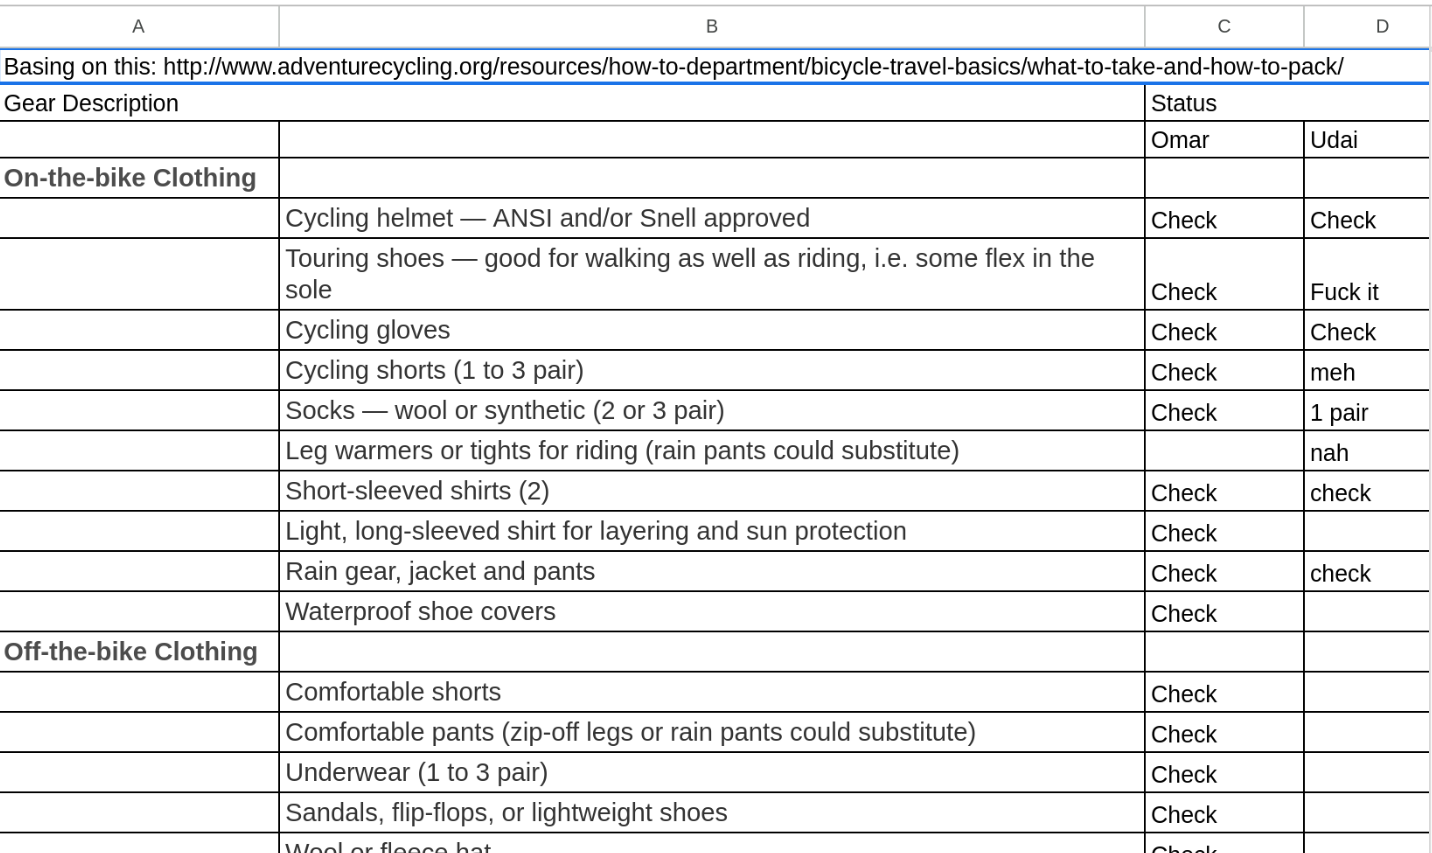 A B C D
Basing on this: http://www.adventurecycling.org/resources/how-to-department/bicycle-travel-basics/what-to-take-and-how-to-pack/
Gear Description Status
Omar Udai
On-the-bike Clothing
Cycling helmet — ANSI and/or Snell approved Check Check
Touring shoes — good for walking as well as riding, i.e. some flex in the
sole Check Fuck it
Cycling gloves Check Check
Cycling shorts (1 to 3 pair) Check meh
Socks — wool or synthetic (2 or 3 pair) Check 1 pair
Leg warmers or tights for riding (rain pants could substitute) nah
Short-sleeved shirts (2) Check check
Light, long-sleeved shirt for layering and sun protection Check
Rain gear, jacket and pants Check check
Waterproof shoe covers Check
Off-the-bike Clothing
Comfortable shorts Check
Comfortable pants (zip-off legs or rain pants could substitute) Check
Underwear (1 to 3 pair) Check
Sandals, flip-flops, or lightweight shoes Check
Wool or fleece hat Check